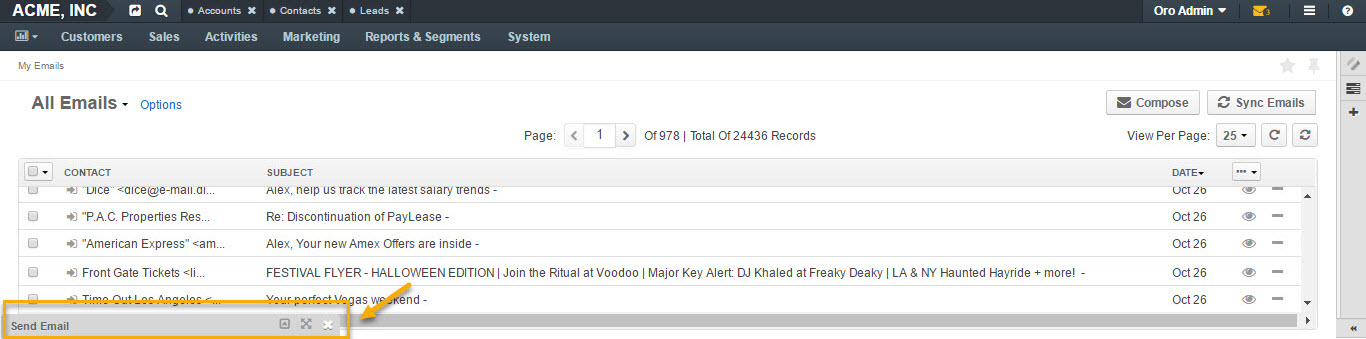 ACME, INC Accounts Contacts Leads Oro Admin 3
Customers Sales Activities Marketing Reports & Segments System
My Emails
All Emails Options Compose Sync Emails
Page: 1 Of 978 | Total Of 24436 Records View Per Page: 25
CONTACT SUBJECT DATE
"Dice" <dice@e-mail.di... Alex, help us track the latest salary trends - Oct 26
"P.A.C. Properties Res... Re: Discontinuation of PayLease - Oct 26
"American Express" <am... Alex, Your new Amex Offers are inside - Oct 26
Front Gate Tickets <li... FESTIVAL FLYER - HALLOWEEN EDITION | Join the Ritual at Voodoo | Major Key Alert: DJ Khaled at Freaky Deaky | LA & NY Haunted Hayride + more! - Oct 26
Time Out Los Angeles <... Your perfect Vegas weekend - Oct 26
Send Email